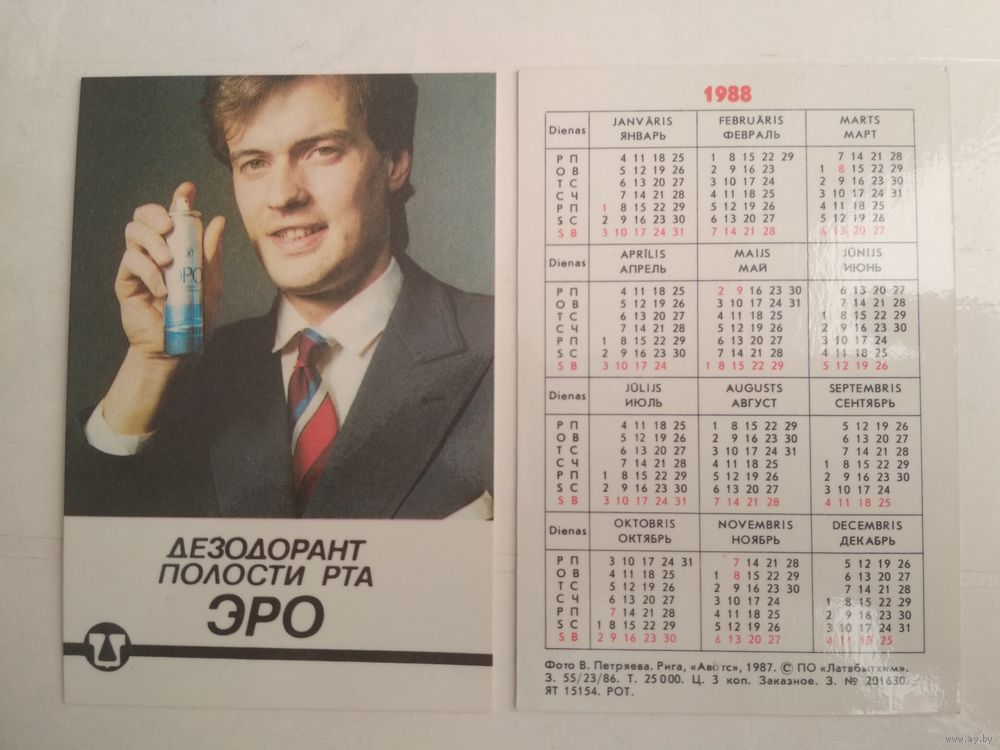 ЭРО
ДЕЗОДОРАНТ
ПОЛОСТИ РТА
ЭРО
1988
Dienas JANVĀRIS FEBRUĀRIS MARTS
ЯНВАРЬ ФЕВРАЛЬ МАРТ
P П 4 11 18 25 1 8 15 22 29 7 14 21 28
O В 5 12 19 26 2 9 16 23 1 8 15 22 29
T С 6 13 20 27 3 10 17 24 2 9 16 23 30
C Ч 7 14 21 28 4 11 18 25 3 10 17 24 31
P П 1 8 15 22 29 5 12 19 26 4 11 18 25
S С 2 9 16 23 30 6 13 20 27 5 12 19 26
S В 3 10 17 24 31 7 14 21 28 6 13 20 27
Dienas APRĪLIS MAIJS JŪNIJS
АПРЕЛЬ МАЙ ИЮНЬ
P П 4 11 18 25 2 9 16 23 30 6 13 20 27
O В 5 12 19 26 3 10 17 24 31 7 14 21 28
T С 6 13 20 27 4 11 18 25 1 8 15 22 29
C Ч 7 14 21 28 5 12 19 26 2 9 16 23 30
P П 1 8 15 22 29 6 13 20 27 3 10 17 24
S С 2 9 16 23 30 7 14 21 28 4 11 18 25
S В 3 10 17 24 1 8 15 22 29 5 12 19 26
Dienas JŪLIJS AUGUSTS SEPTEMBRIS
ИЮЛЬ АВГУСТ СЕНТЯБРЬ
P П 4 11 18 25 1 8 15 22 29 5 12 19 26
O В 5 12 19 26 2 9 16 23 30 6 13 20 27
T С 6 13 20 27 3 10 17 24 31 7 14 21 28
C Ч 7 14 21 28 4 11 18 25 1 8 15 22 29
P П 1 8 15 22 29 5 12 19 26 2 9 16 23 30
S С 2 9 16 23 30 6 13 20 27 3 10 17 24
S В 3 10 17 24 31 7 14 21 28 4 11 18 25
Dienas OKTOBRIS NOVEMBRIS DECEMBRIS
ОКТЯБРЬ НОЯБРЬ ДЕКАБРЬ
P П 3 10 17 24 31 7 14 21 28 5 12 19 26
O В 4 11 18 25 1 8 15 22 29 6 13 20 27
T С 5 12 19 26 2 9 16 23 30 7 14 21 28
C Ч 6 13 20 27 3 10 17 24 1 8 15 22 29
P П 7 14 21 28 4 11 18 25 2 9 16 23 30
S С 1 8 15 22 29 5 12 19 26 3 10 17 24 31
S В 2 9 16 23 30 6 13 20 27 4 11 18 25
Фото В. Петряева. Рига, «Авотс», 1987. © ПО «Латвбытхим».
З. 55/23/86. Т. 25 000. Ц. 3 коп. Заказное. З. № 201630.
ЯТ 15154. РОТ.
www.ay.by